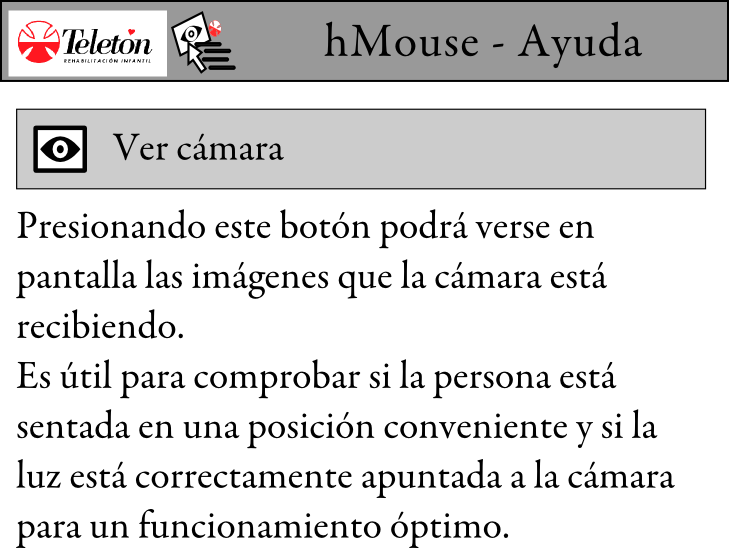 Teletón
REHABILITACIÓN INFANTIL
hMouse - Ayuda
Ver cámara
Presionando este botón podrá verse en
pantalla las imágenes que la cámara está
recibiendo.
Es útil para comprobar si la persona está
sentada en una posición conveniente y si la
luz está correctamente apuntada a la cámara
para un funcionamiento óptimo.